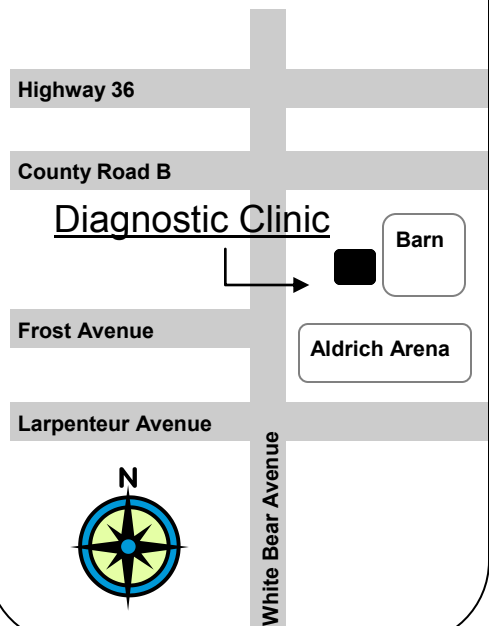 Highway 36
County Road B
Diagnostic Clinic
Barn
Frost Avenue
Aldrich Arena
Larpenteur Avenue
White Bear Avenue
N